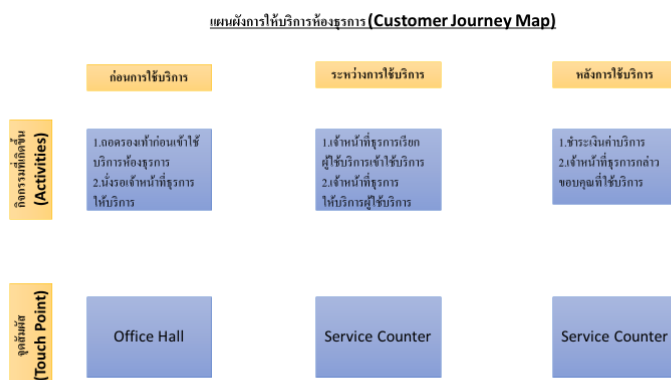 แผนผังการให้บริการห้องธุรการ(Customer Journey Map)
ก่อนการใช้บริการ
ระหว่างการใช้บริการ
หลังการใช้บริการ
กิจกรรมที่เกิดขึ้น
(Activities)
1.ถอดรองเท้าก่อนเข้าใช้
บริการห้องธุรการ
2.นั่งรอเจ้าหน้าที่ธุรการ
ให้บริการ
1.เจ้าหน้าที่ธุรการเรียก
ผู้ใช้บริการเข้าใช้บริการ
2.เจ้าหน้าที่ธุรการ
ให้บริการผู้ใช้บริการ
1.ชำระเงินค่าบริการ
2.เจ้าหน้าที่ธุรการกล่าว
ขอบคุณที่ใช้บริการ
จุดสัมผัส
(Touch Point)
Office Hall
Service Counter
Service Counter